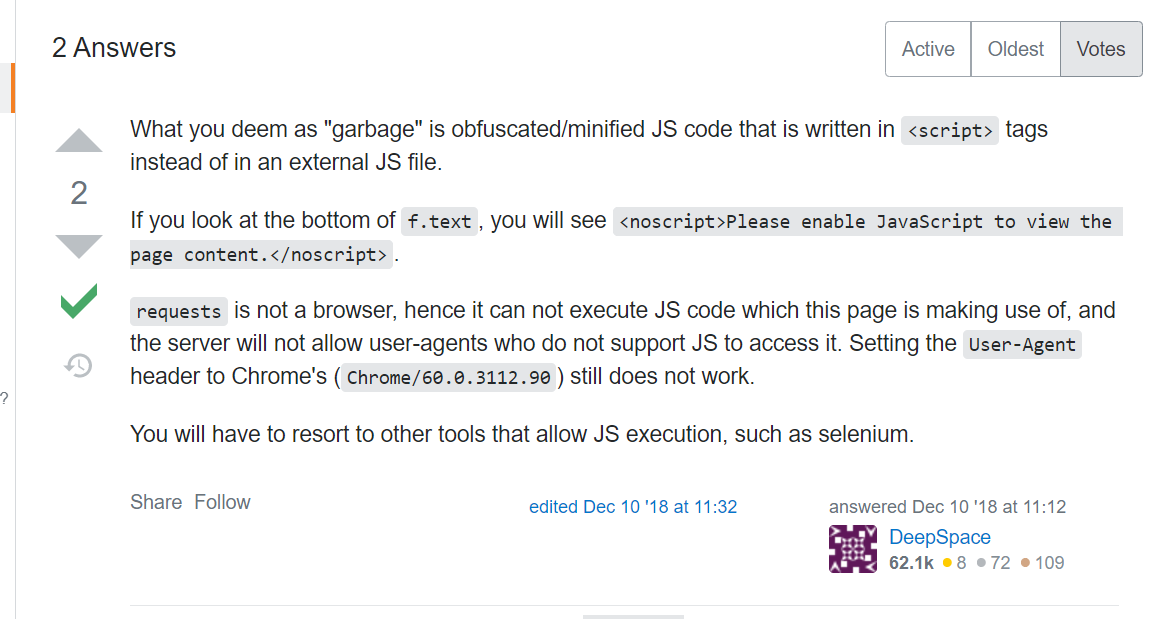 2 Answers
Active Oldest Votes
What you deem as "garbage" is obfuscated/minified JS code that is written in <script> tags
instead of in an external JS file.
2
If you look at the bottom of f.text, you will see <noscript>Please enable JavaScript to view the
page content.</noscript>.
requests is not a browser, hence it can not execute JS code which this page is making use of, and
the server will not allow user-agents who do not support JS to access it. Setting the User-Agent
header to Chrome's (Chrome/60.0.3112.90) still does not work.
?
You will have to resort to other tools that allow JS execution, such as selenium.
Share Follow
edited Dec 10 '18 at 11:32
answered Dec 10 '18 at 11:12
DeepSpace
62.1k 8 72 109